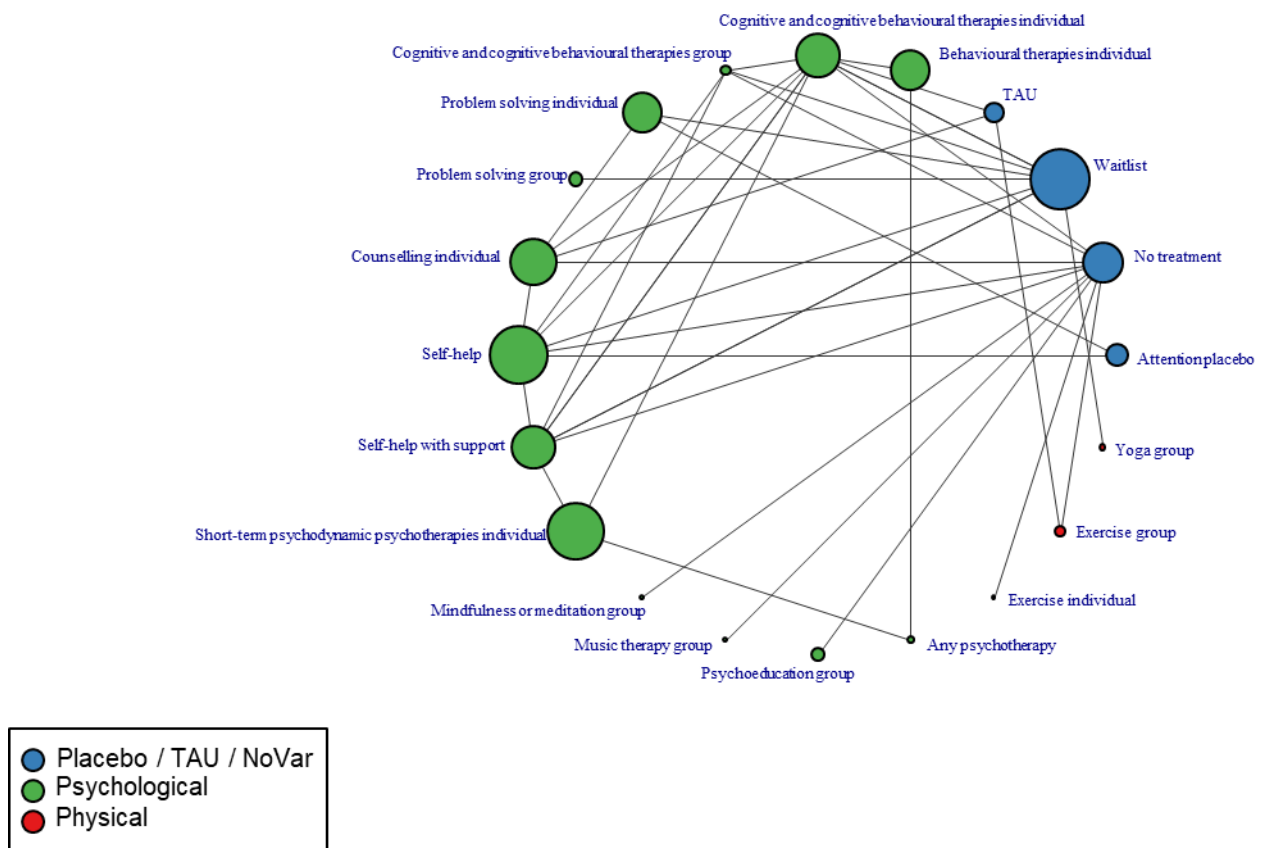 Cognitive and cognitive behavioural therapies individual
Cognitive and cognitive behavioural therapies group
Behavioural therapies individual
Problem solving individual
TAU
Problem solving group
Waitlist
Counselling individual
No treatment
Self-help
Attention placebo
Self-help with support
Yoga group
Short-term psychodynamic psychotherapies individual
Exercise group
Mindfulness or meditation group
Exercise individual
Music therapy group
Any psychotherapy
Psychoeducation group
Placebo / TAU / NoVar
Psychological
Physical